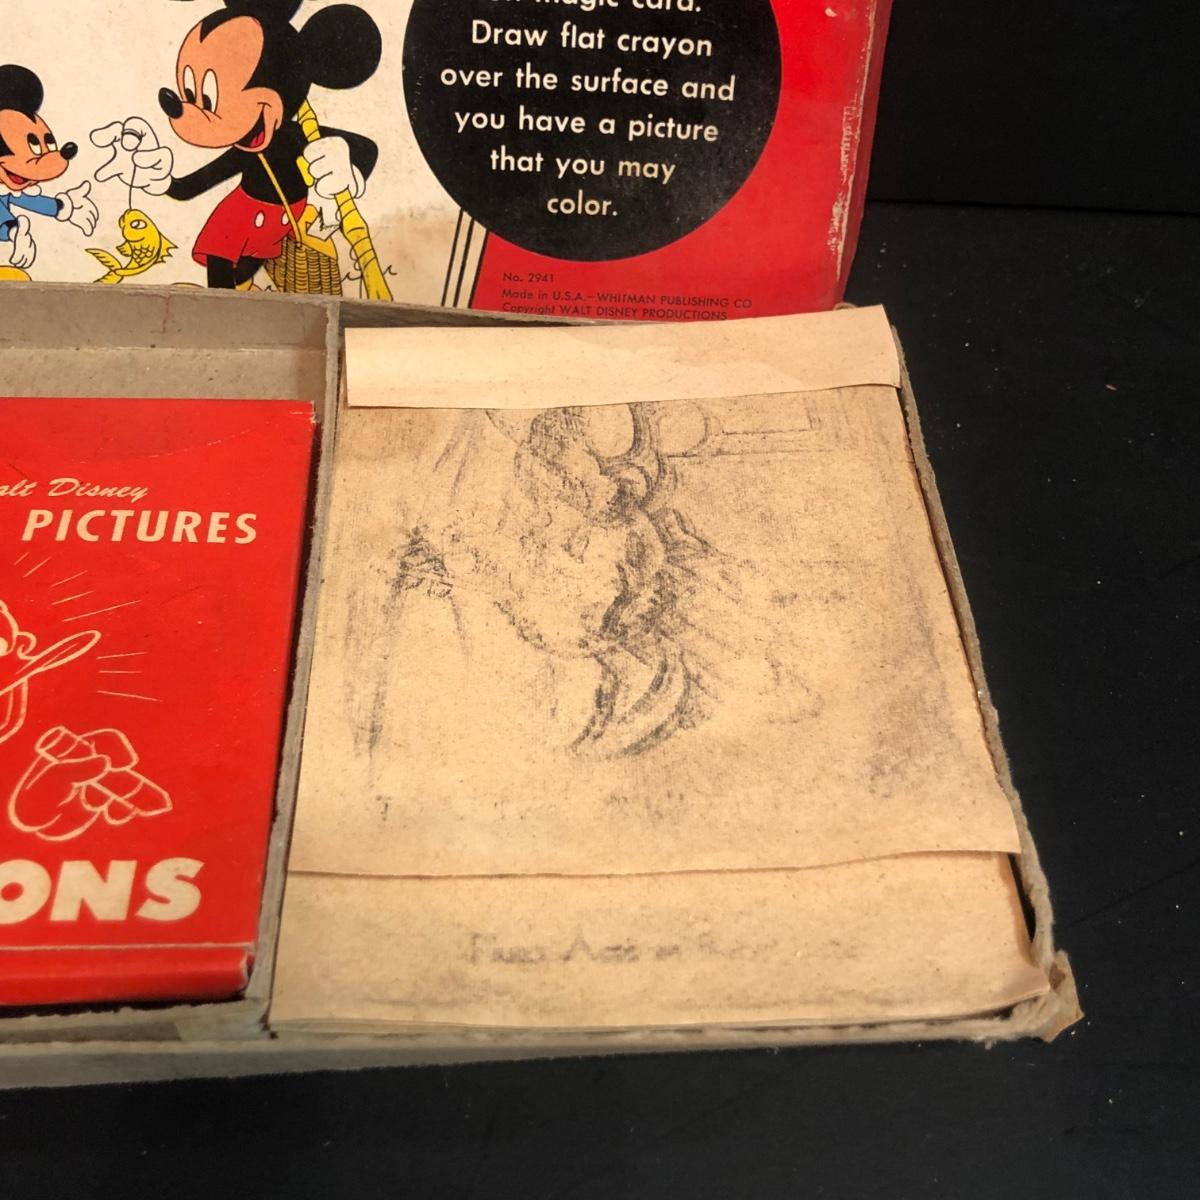 magic card.
Draw flat crayon
over the surface and
you have a picture
that you may
color.
No. 2941
Made in U.S.A.—WHITMAN PUBLISHING CO
Copyright WALT DISNEY PRODUCTIONS
alt Disney
PICTURES
ONS